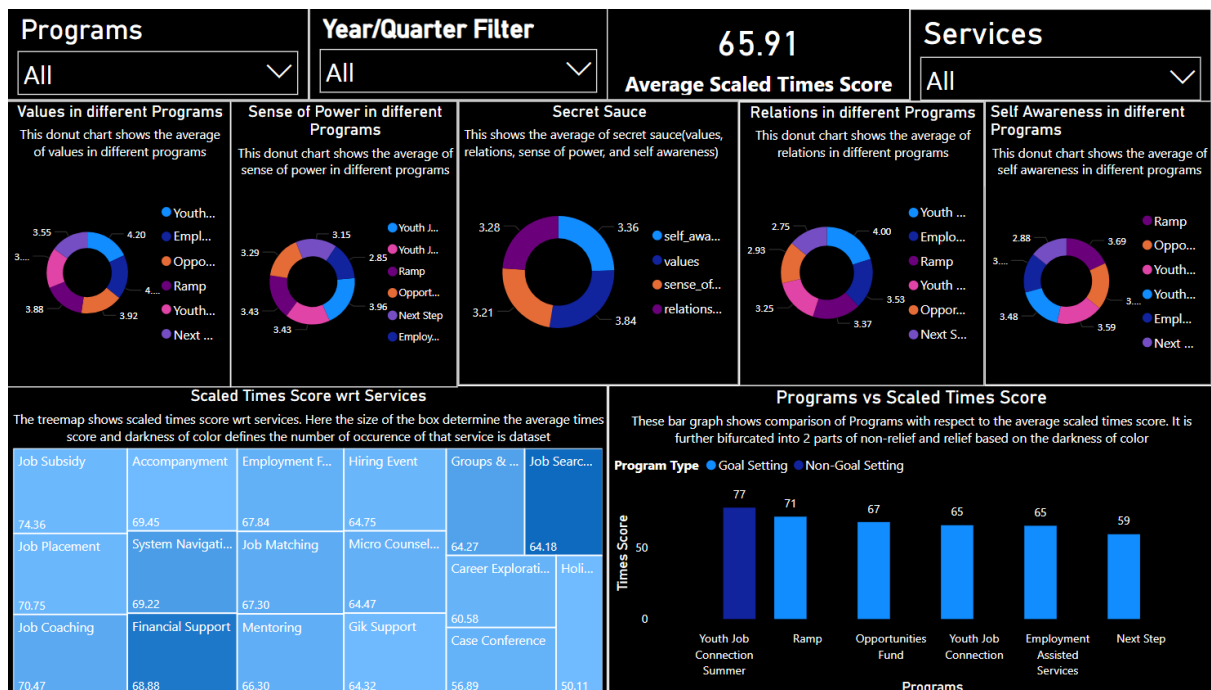 Programs
All
Year/Quarter Filter
All
65.91
Average Scaled Times Score
Services
All
Values in different Programs
This donut chart shows the average
of values in different programs
3.55
4.20
3....
4....
3.88
3.92
Youth...
Empl...
Oppo...
Ramp
Youth...
Next ...
Sense of Power in different
Programs
This donut chart shows the average of
sense of power in different programs
3.15
3.29
2.85
3.43
3.96
3.43
Youth J...
Youth J...
Ramp
Opport...
Next Step
Employ...
Secret Sauce
This shows the average of secret sauce(values,
relations, sense of power, and self awareness)
3.28
3.36
3.21
3.84
self_awa...
values
sense_of...
relations...
Relations in different Programs
This donut chart shows the average of
relations in different programs
2.75
4.00
2.93
3.25
3.53
3.37
Youth ...
Emplo...
Ramp
Youth ...
Oppor...
Next S...
Self Awareness in different
Programs
This donut chart shows the average of
self awareness in different programs
2.88
3.69
3....
3....
3.48
3.59
Ramp
Oppo...
Youth...
Youth...
Empl...
Next ...
Scaled Times Score wrt Services
The treemap shows scaled times score wrt services. Here the size of the box determine the average times
score and darkness of color defines the number of occurence of that service is dataset
Job Subsidy
74.36
Job Placement
70.75
Job Coaching
70.47
Accompanyment
69.45
System Navigati...
69.22
Financial Support
68.88
Employment F...
67.84
Job Matching
67.30
Mentoring
66.30
Hiring Event
64.75
Micro Counsel...
64.47
Gik Support
64.32
Groups & ...
64.27
Job Searc...
64.18
Career Explorati...
60.58
Case Conference
56.89
Holi...
50.11
Programs vs Scaled Times Score
These bar graph shows comparison of Programs with respect to the average scaled times score. It is
further bifurcated into 2 parts of non-relief and relief based on the darkness of color
Program Type Goal Setting Non-Goal Setting
Times Score
50
0
77
71
67
65
65
59
Youth Job
Connection
Summer
Ramp
Opportunities
Fund
Youth Job
Connection
Employment
Assisted
Services
Next Step
Programs